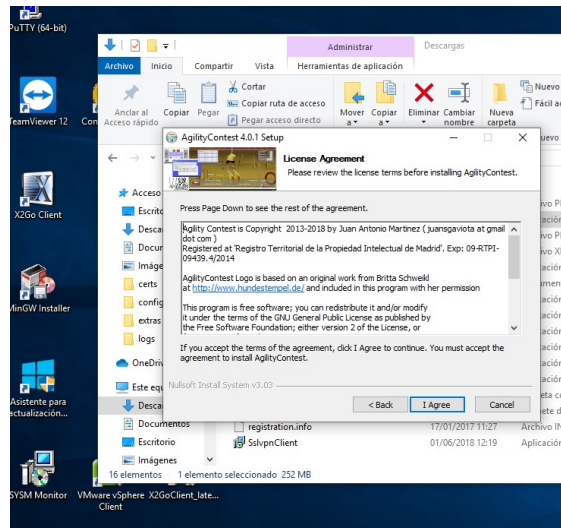 PuTTY (64-bit)
TeamViewer 12
X2Go Client
MinGW Installer
Asistente para
actualización...
SYSM Monitor
VMware vSphere
Client
X2GoClient_late...
Administrar
Descargas
Archivo Inicio Compartir Vista Herramientas de aplicación
Anclar al
Acceso rápido
Copiar
Pegar
Cortar
Copiar ruta de acceso
Pegar acceso directo
Mover
a
Copiar
a
Eliminar
Cambiar
nombre
Nueva
carpeta
Nuevo
Fácil
AgilityContest 4.0.1 Setup
License Agreement
Please review the license terms before installing AgilityContest.
Press Page Down to see the rest of the agreement.
Agility Contest is Copyright 2013-2018 by Juan Antonio Martinez ( juansgaviota at gmail
dot com )
Registered at 'Registro Territorial de la Propiedad Intelectual de Madrid'. Exp: 09-RTPI-
09439.4/2014
AgilityContest Logo is based on an original work from Britta Schweikl
at http://www.hundestempel.de/ and included in this program with her permission
This program is free software; you can redistribute it and/or modify
it under the terms of the GNU General Public License as published by
the Free Software Foundation; either version 2 of the License, or
If you accept the terms of the agreement, click I Agree to continue. You must accept the
agreement to install AgilityContest.
Nullsoft Install System v3.03
< Back
I Agree
Cancel
Acceso
Escrito
Desca
Docur
Imáge
certs
config
extras
logs
OneDriv
Este equ
Desca
Documentos
Escritorio
Imágenes
registration.info 17/01/2017 11:27 Archivo IN
SslvpnClient 01/06/2018 12:19 Aplicación
16 elementos 1 elemento seleccionado 252 MB